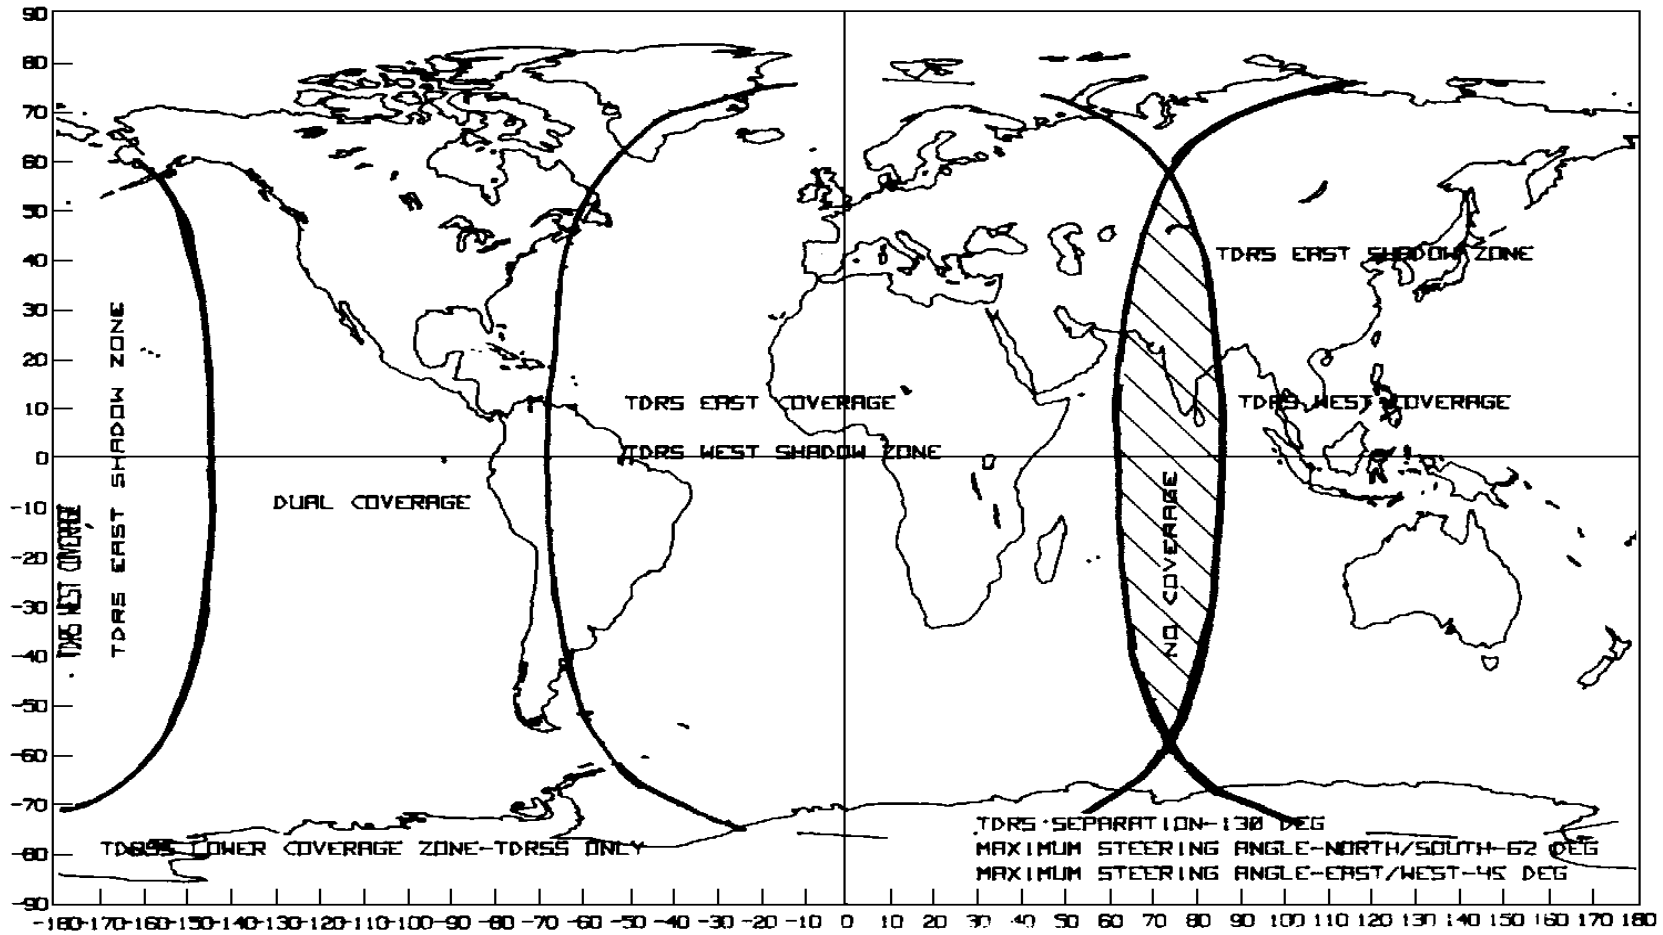 90
80
70
60
50
40
30
20
10
0
-10
-20
-30
-40
-50
-60
-70
-80
-90
TDRS WEST COVERAGE
TDRS EAST SHADOW ZONE
DUAL COVERAGE
TDRS EAST COVERAGE
TDRS WEST SHADOW ZONE
NO COVERAGE
TDRS EAST SHADOW ZONE
TDRS WEST COVERAGE
TDRSS LOWER COVERAGE ZONE-TDRSS ONLY
TDRS SEPARATION-130 DEG
MAXIMUM STEERING ANGLE-NORTH/SOUTH-62 DEG
MAXIMUM STEERING ANGLE-EAST/WEST-45 DEG
-180 -170 -160 -150 -140 -130 -120 -110 -100 -90 -80 -70 -60 -50 -40 -30 -20 -10 0 10 20 30 40 50 60 70 80 90 100 110 120 130 140 150 160 170 180